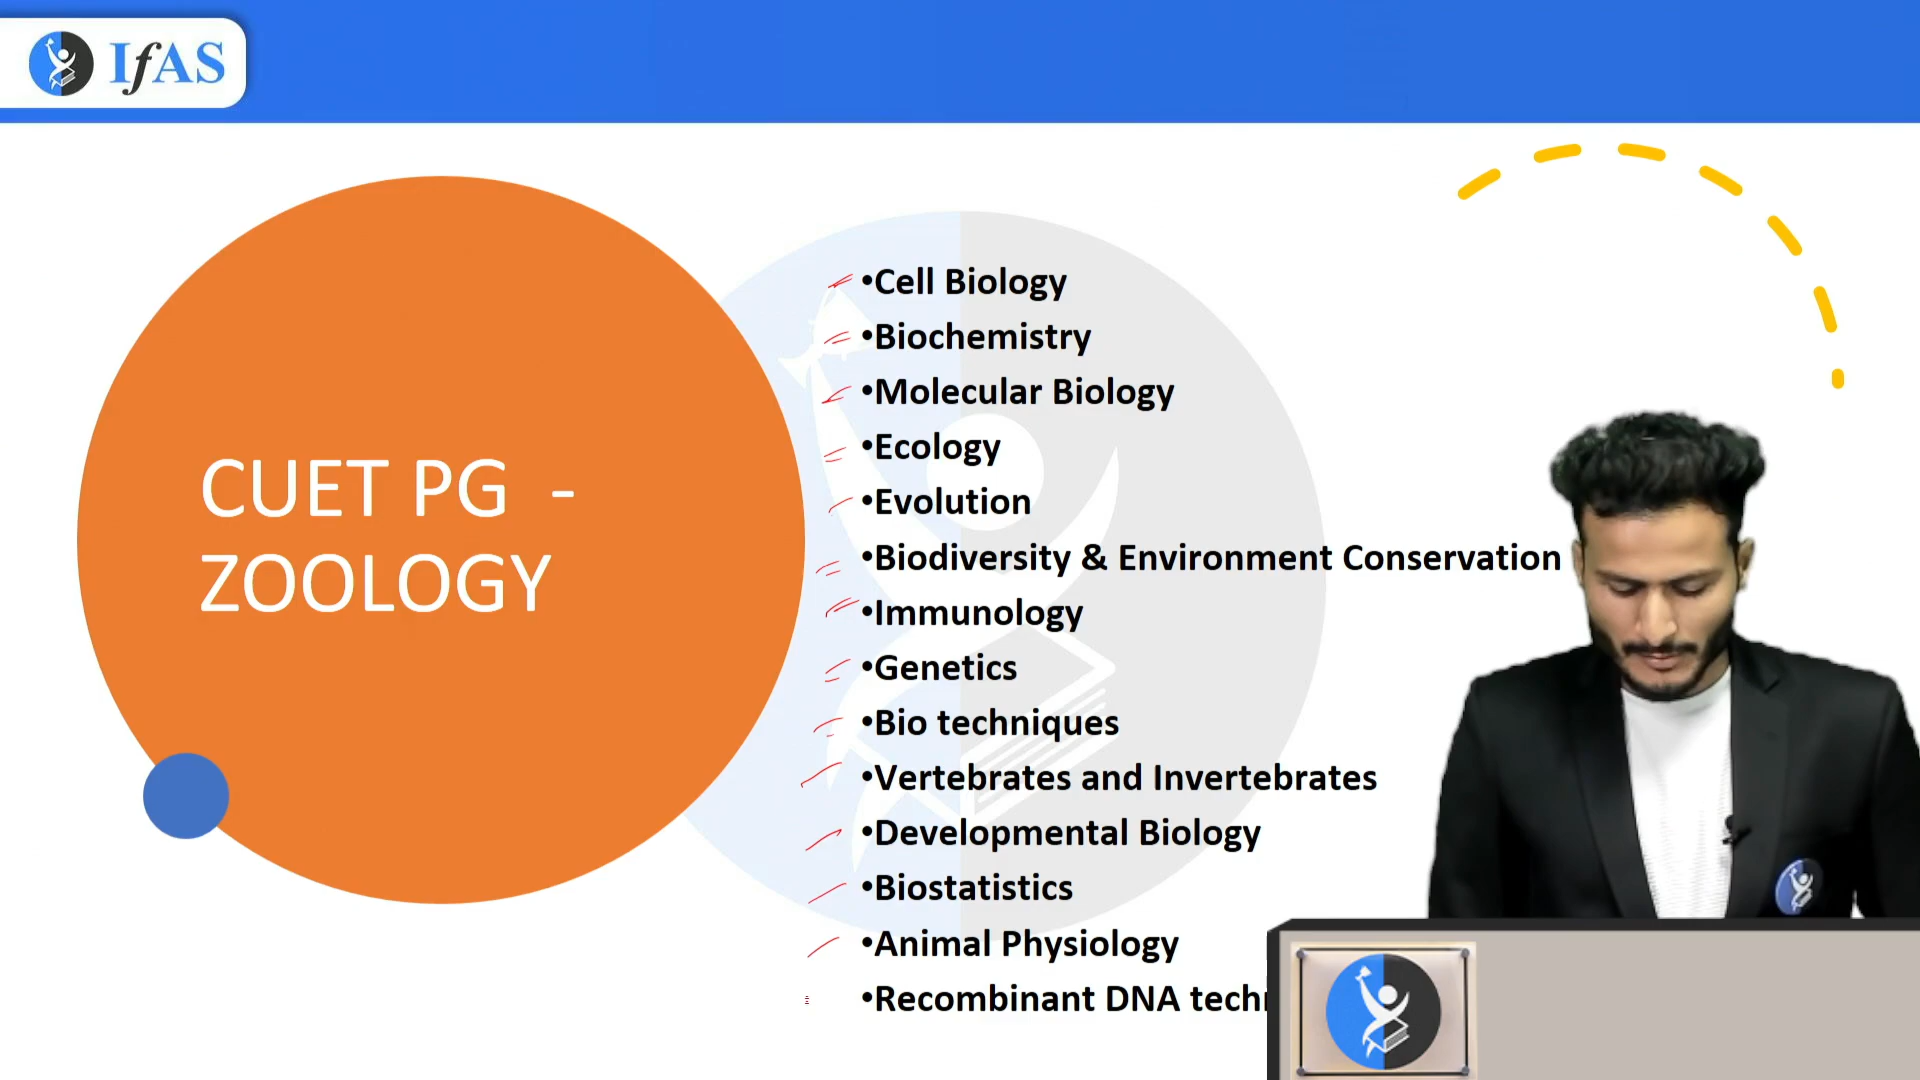 IfAS
CUET PG -
ZOOLOGY
•Cell Biology
•Biochemistry
•Molecular Biology
•Ecology
•Evolution
•Biodiversity & Environment Conservation
•Immunology
•Genetics
•Bio techniques
•Vertebrates and Invertebrates
•Developmental Biology
•Biostatistics
•Animal Physiology
•Recombinant DNA